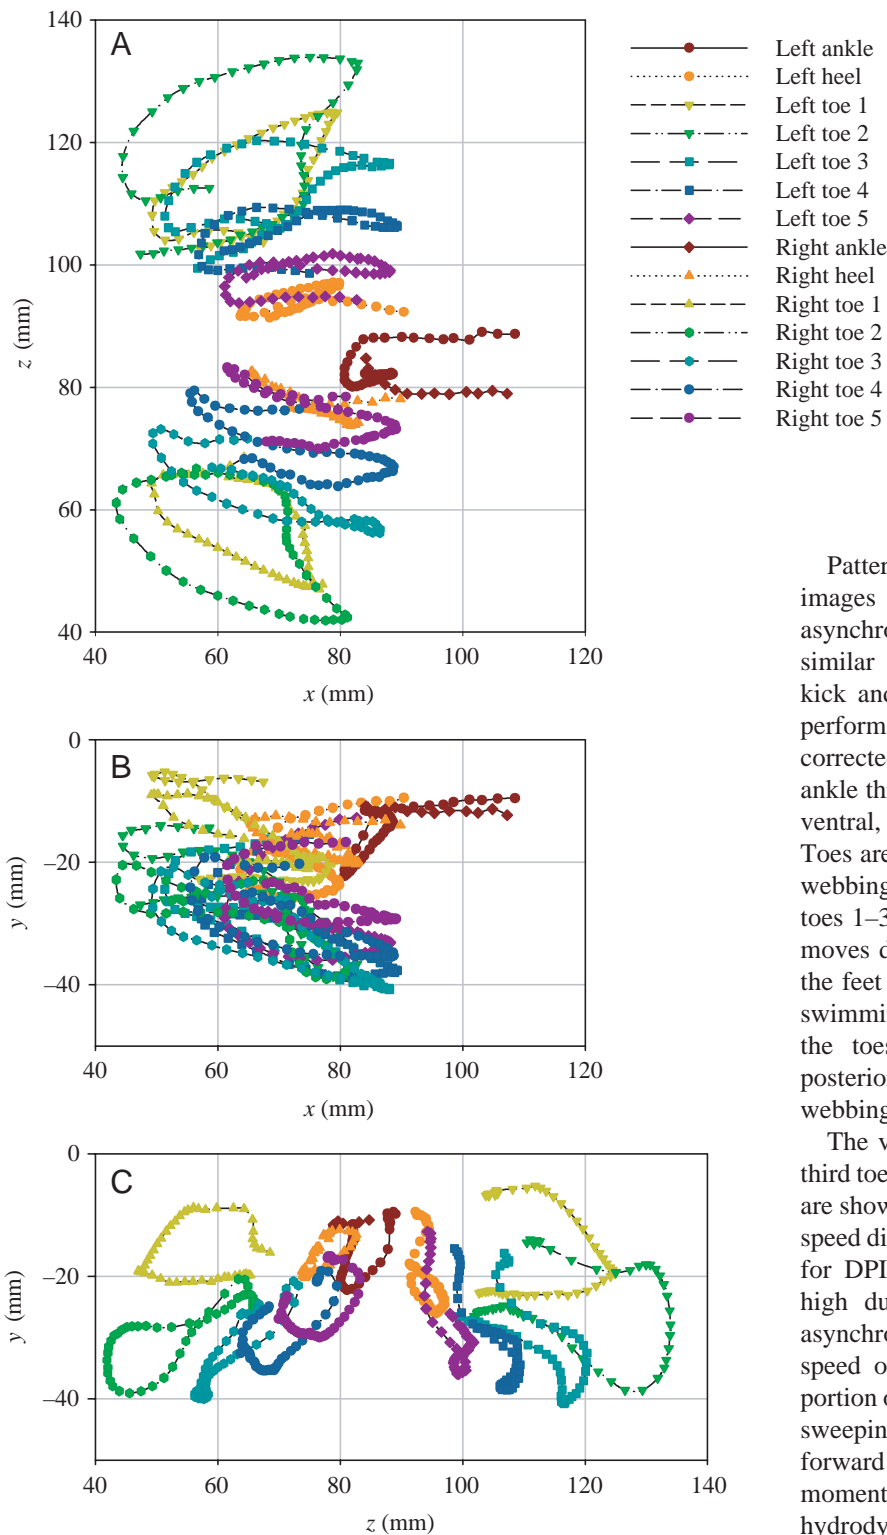 A
140
120
100
80
60
40
z (mm)
40 60 80 100 120
x (mm)
Left ankle
Left heel
Left toe 1
Left toe 2
Left toe 3
Left toe 4
Left toe 5
Right ankle
Right heel
Right toe 1
Right toe 2
Right toe 3
Right toe 4
Right toe 5
B
0
–20
–40
y (mm)
40 60 80 100 120
x (mm)
C
0
–20
–40
y (mm)
40 60 80 100 120 140
z (mm)
Patter
images
asynchro
similar
kick and
perform
corrected
ankle th
ventral,
Toes are
webbing
toes 1–3
moves d
the feet
swimmi
the toes
posterior
webbing
The v
third toe
are show
speed di
for DPI
high du
asynchro
speed o
portion o
sweepin
forward
moment
hydrody